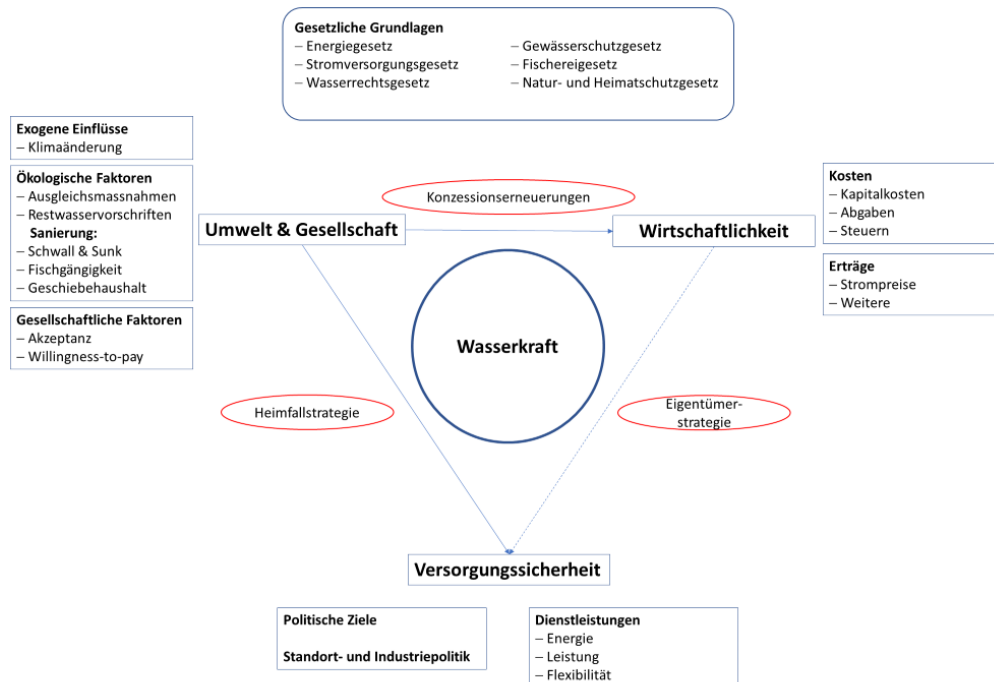 Gesetzliche Grundlagen
– Energiegesetz
– Stromversorgungsgesetz
– Wasserrechtsgesetz
– Gewässerschutzgesetz
– Fischereigesetz
– Natur- und Heimatschutzgesetz
Exogene Einflüsse
– Klimaänderung
Ökologische Faktoren
– Ausgleichsmassnahmen
– Restwasservorschriften
Sanierung:
– Schwall & Sunk
– Fischgängigkeit
– Geschiebehaushalt
Gesellschaftliche Faktoren
– Akzeptanz
– Willingness-to-pay
Umwelt & Gesellschaft
Konzessionserneuerungen
Wirtschaftlichkeit
Kosten
– Kapitalkosten
– Abgaben
– Steuern
Erträge
– Strompreise
– Weitere
Wasserkraft
Heimfallstrategie
Eigentümer-
strategie
Versorgungssicherheit
Politische Ziele
Standort- und Industriepolitik
Dienstleistungen
– Energie
– Leistung
– Flexibilität